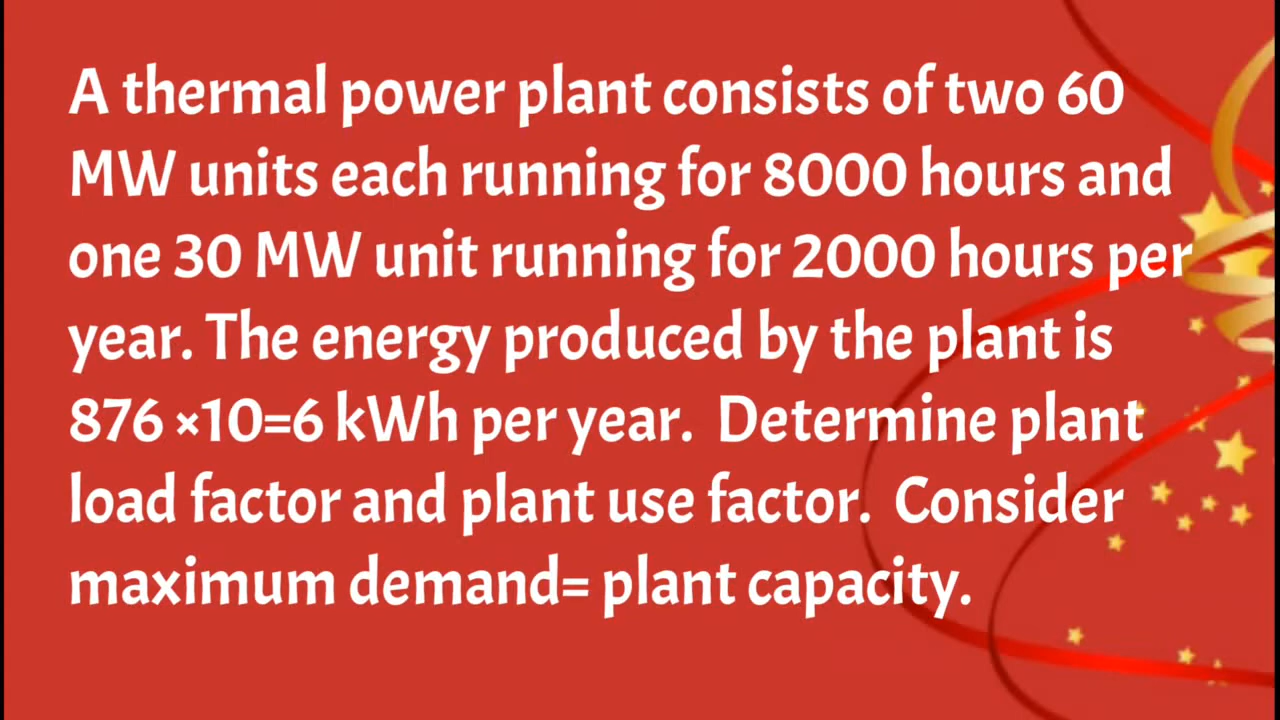 A thermal power plant consists of two 60
MW units each running for 8000 hours and
one 30 MW unit running for 2000 hours per
year. The energy produced by the plant is
876 ×10=6 kWh per year. Determine plant
load factor and plant use factor. Consider
maximum demand= plant capacity.